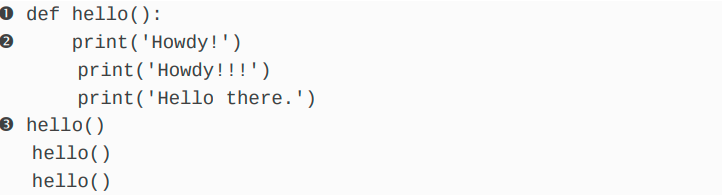 ❶ def hello():
❷     print('Howdy!')
       print('Howdy!!!')
       print('Hello there.')
❸ hello()
   hello()
   hello()